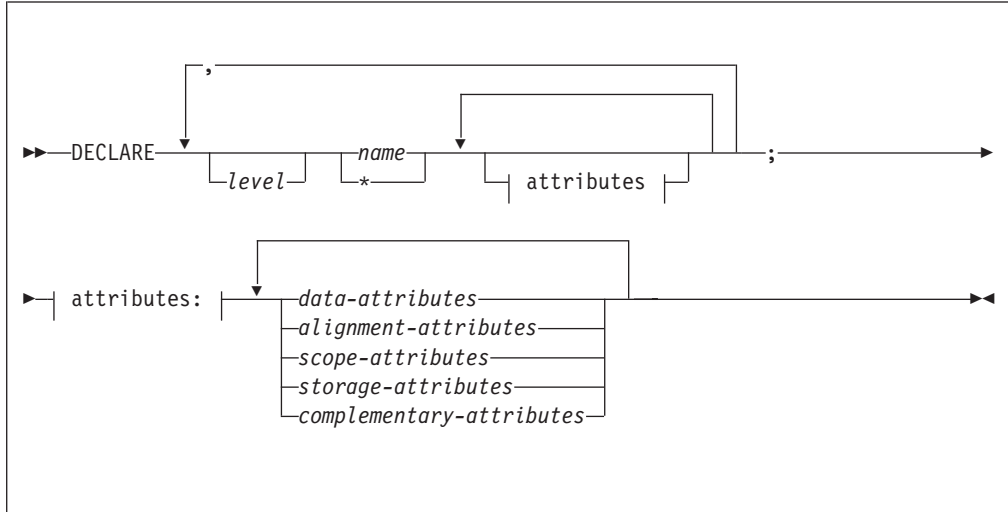 ,
DECLARE name ;
level * attributes
attributes: data-attributes
alignment-attributes
scope-attributes
storage-attributes
complementary-attributes